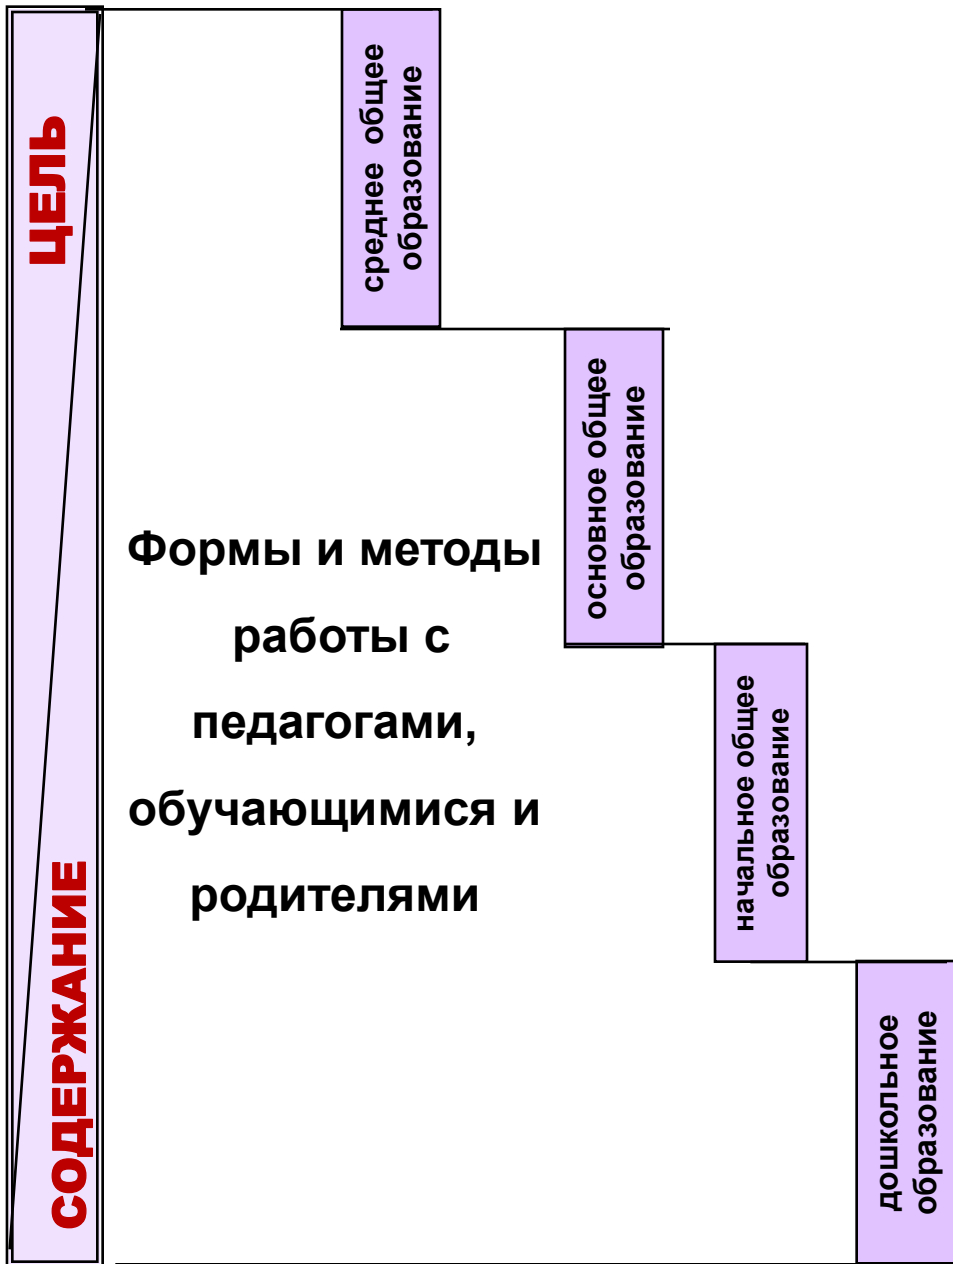 ЦЕЛЬ
СОДЕРЖАНИЕ
среднее общее
образование
основное общее
образование
Формы и методы
работы с
педагогами,
обучающимися и
родителями
начальное общее
образование
дошкольное
образование